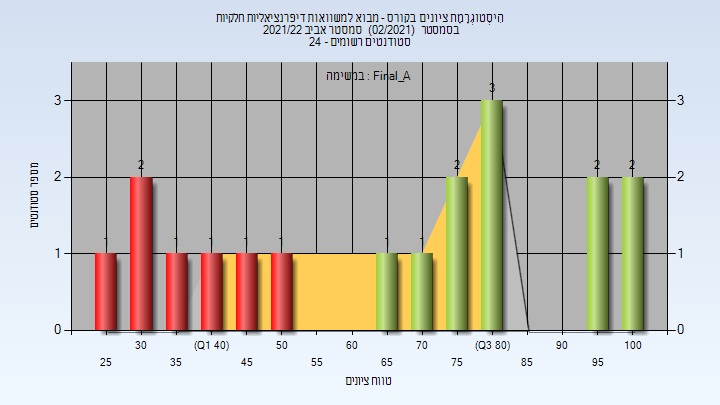 הִיסְטוֹגְרָמַת ציונים בקורס - מבוא למשוואות דיפרנציאליות חלקיות
בסמסטר (02/2021) סמסטר אביב 2021/22
סטודנטים רשומים - 24
במשימה : Final_A
מספר סטודנטים
3 3
2 2
1 1
0 0
1 2 1 1 1 1 1 1 2 3 2 2
30 (Q1 40) 50 60 70 (Q3 80) 90 100
25 35 45 55 65 75 85 95
טווח ציונים